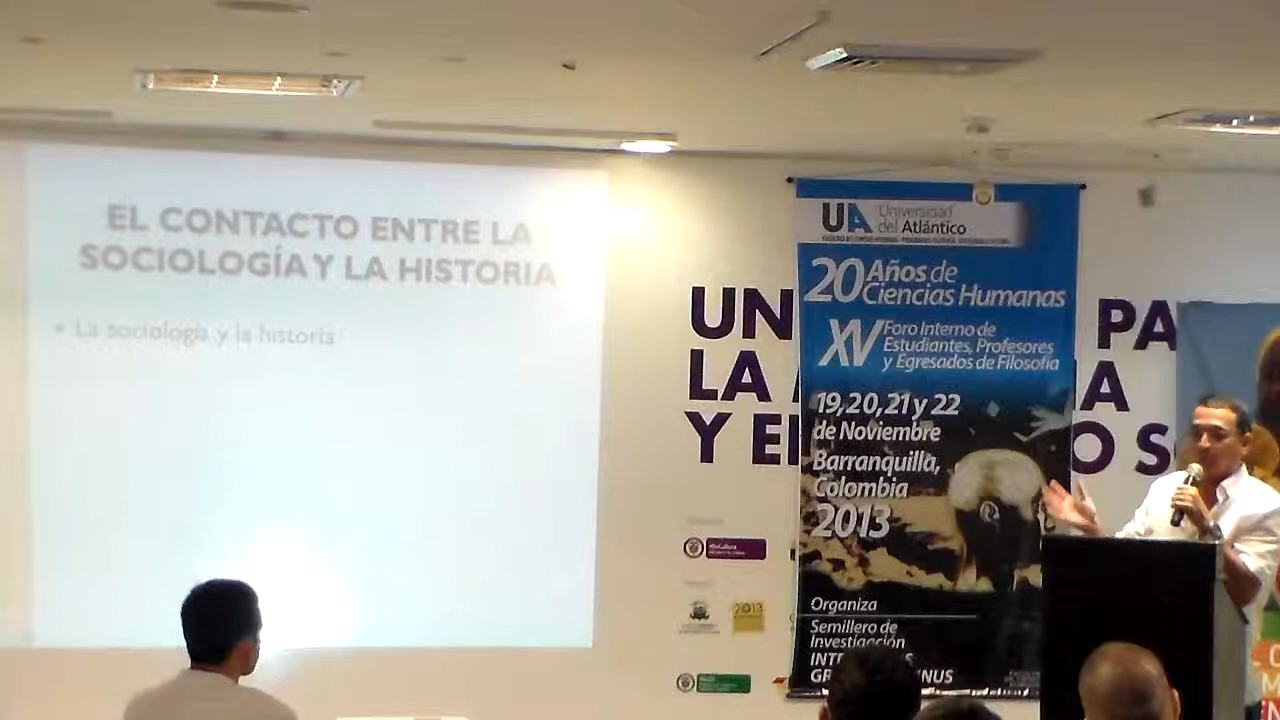 EL CONTACTO ENTRE LA
SOCIOLOGÍA Y LA HISTORIA
• La sociología y la historia
UA Universidad
del Atlántico
20 Años de
Ciencias Humanas
XV Foro Interno de
Estudiantes, Profesores
y Egresados de Filosofía
19, 20, 21 y 22
de Noviembre
Barranquilla,
Colombia
2013
Organiza
Semillero de
Investigación
UN
PA
LA
A
Y
O
2013